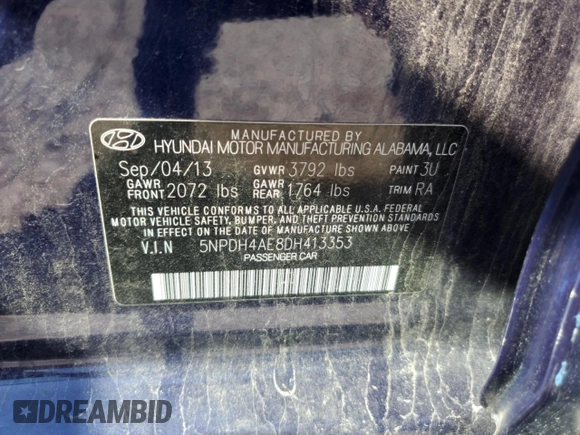 MANUFACTURED BY
HYUNDAI MOTOR MANUFACTURING ALABAMA, LLC
Sep/04/13 GVWR 3792 lbs PAINT 3U
GAWR FRONT 2072 lbs GAWR REAR 1764 lbs TRIM RA
THIS VEHICLE CONFORMS TO ALL APPLICABLE U.S.A. FEDERAL
MOTOR VEHICLE SAFETY, BUMPER, AND THEFT PREVENTION STANDARDS
IN EFFECT ON THE DATE OF MANUFACTURE SHOWN ABOVE.
V.I.N 5NPDH4AE8DH413353
PASSENGER CAR
DREAMBID